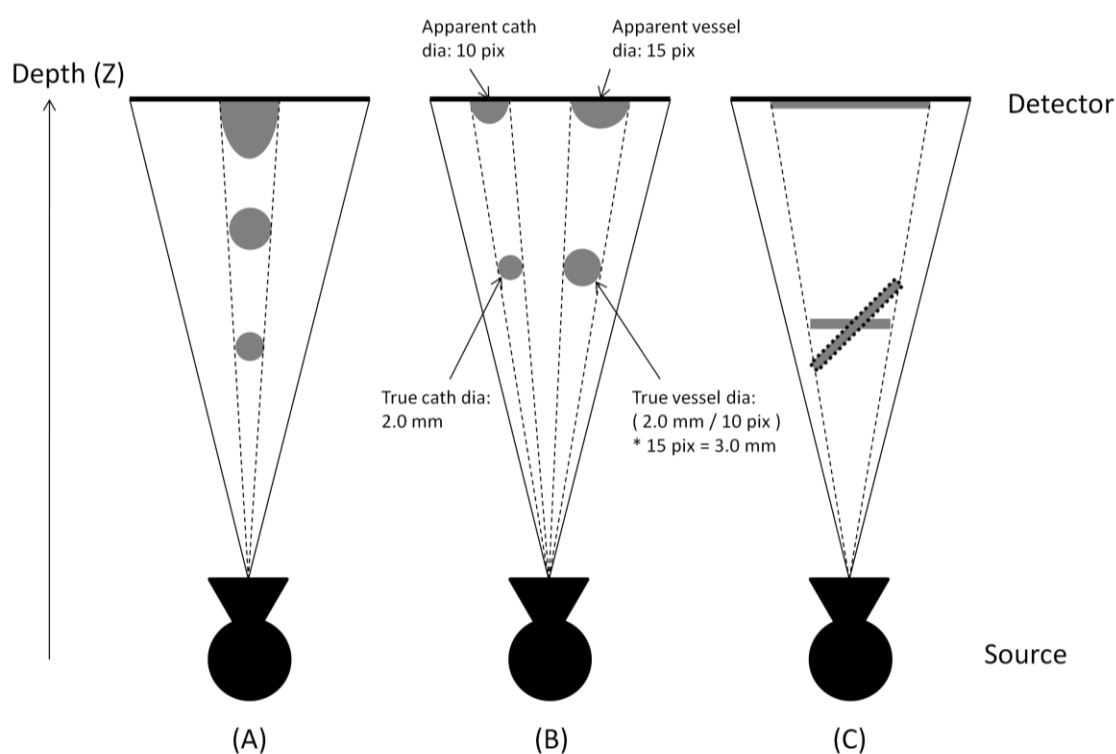 Apparent cath
dia: 10 pix
Apparent vessel
dia: 15 pix
Depth (Z)
Detector
True cath dia:
2.0 mm
True vessel dia:
( 2.0 mm / 10 pix )
* 15 pix = 3.0 mm
Source
(A)
(B)
(C)